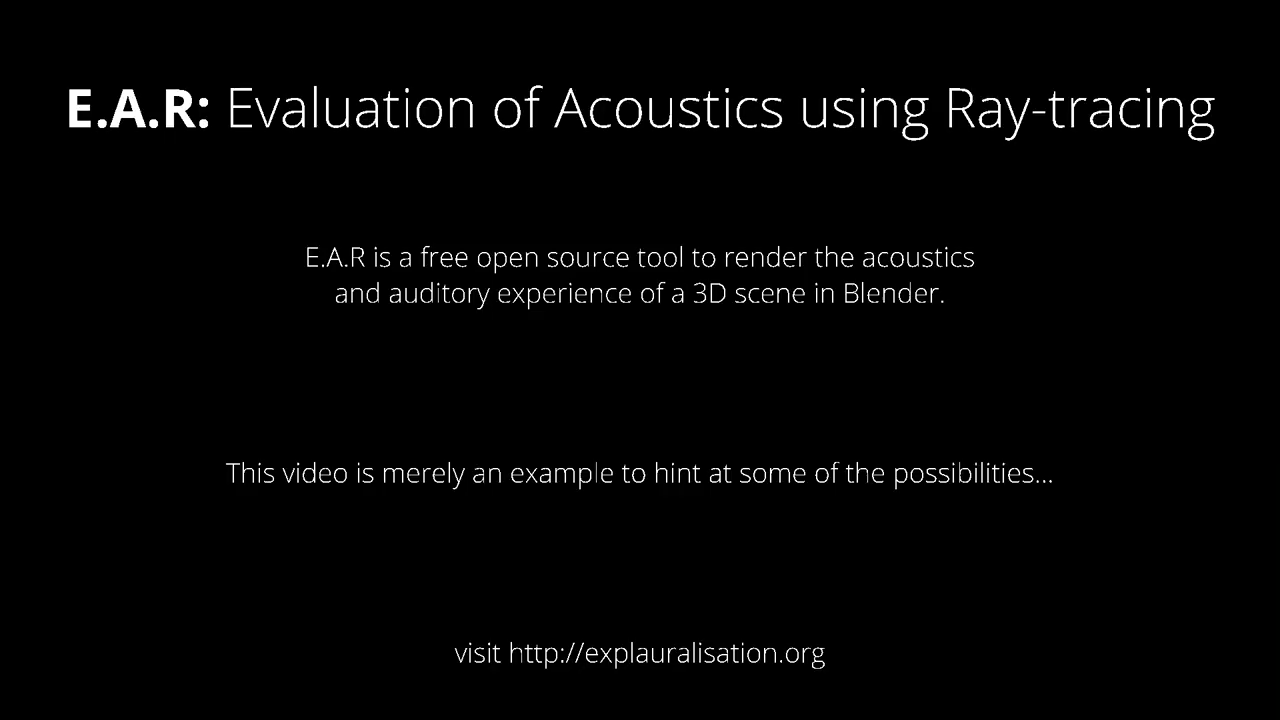 E.A.R: Evaluation of Acoustics using Ray-tracing
E.A.R is a free open source tool to render the acoustics
and auditory experience of a 3D scene in Blender.
This video is merely an example to hint at some of the possibilities...
visit http://explauralisation.org